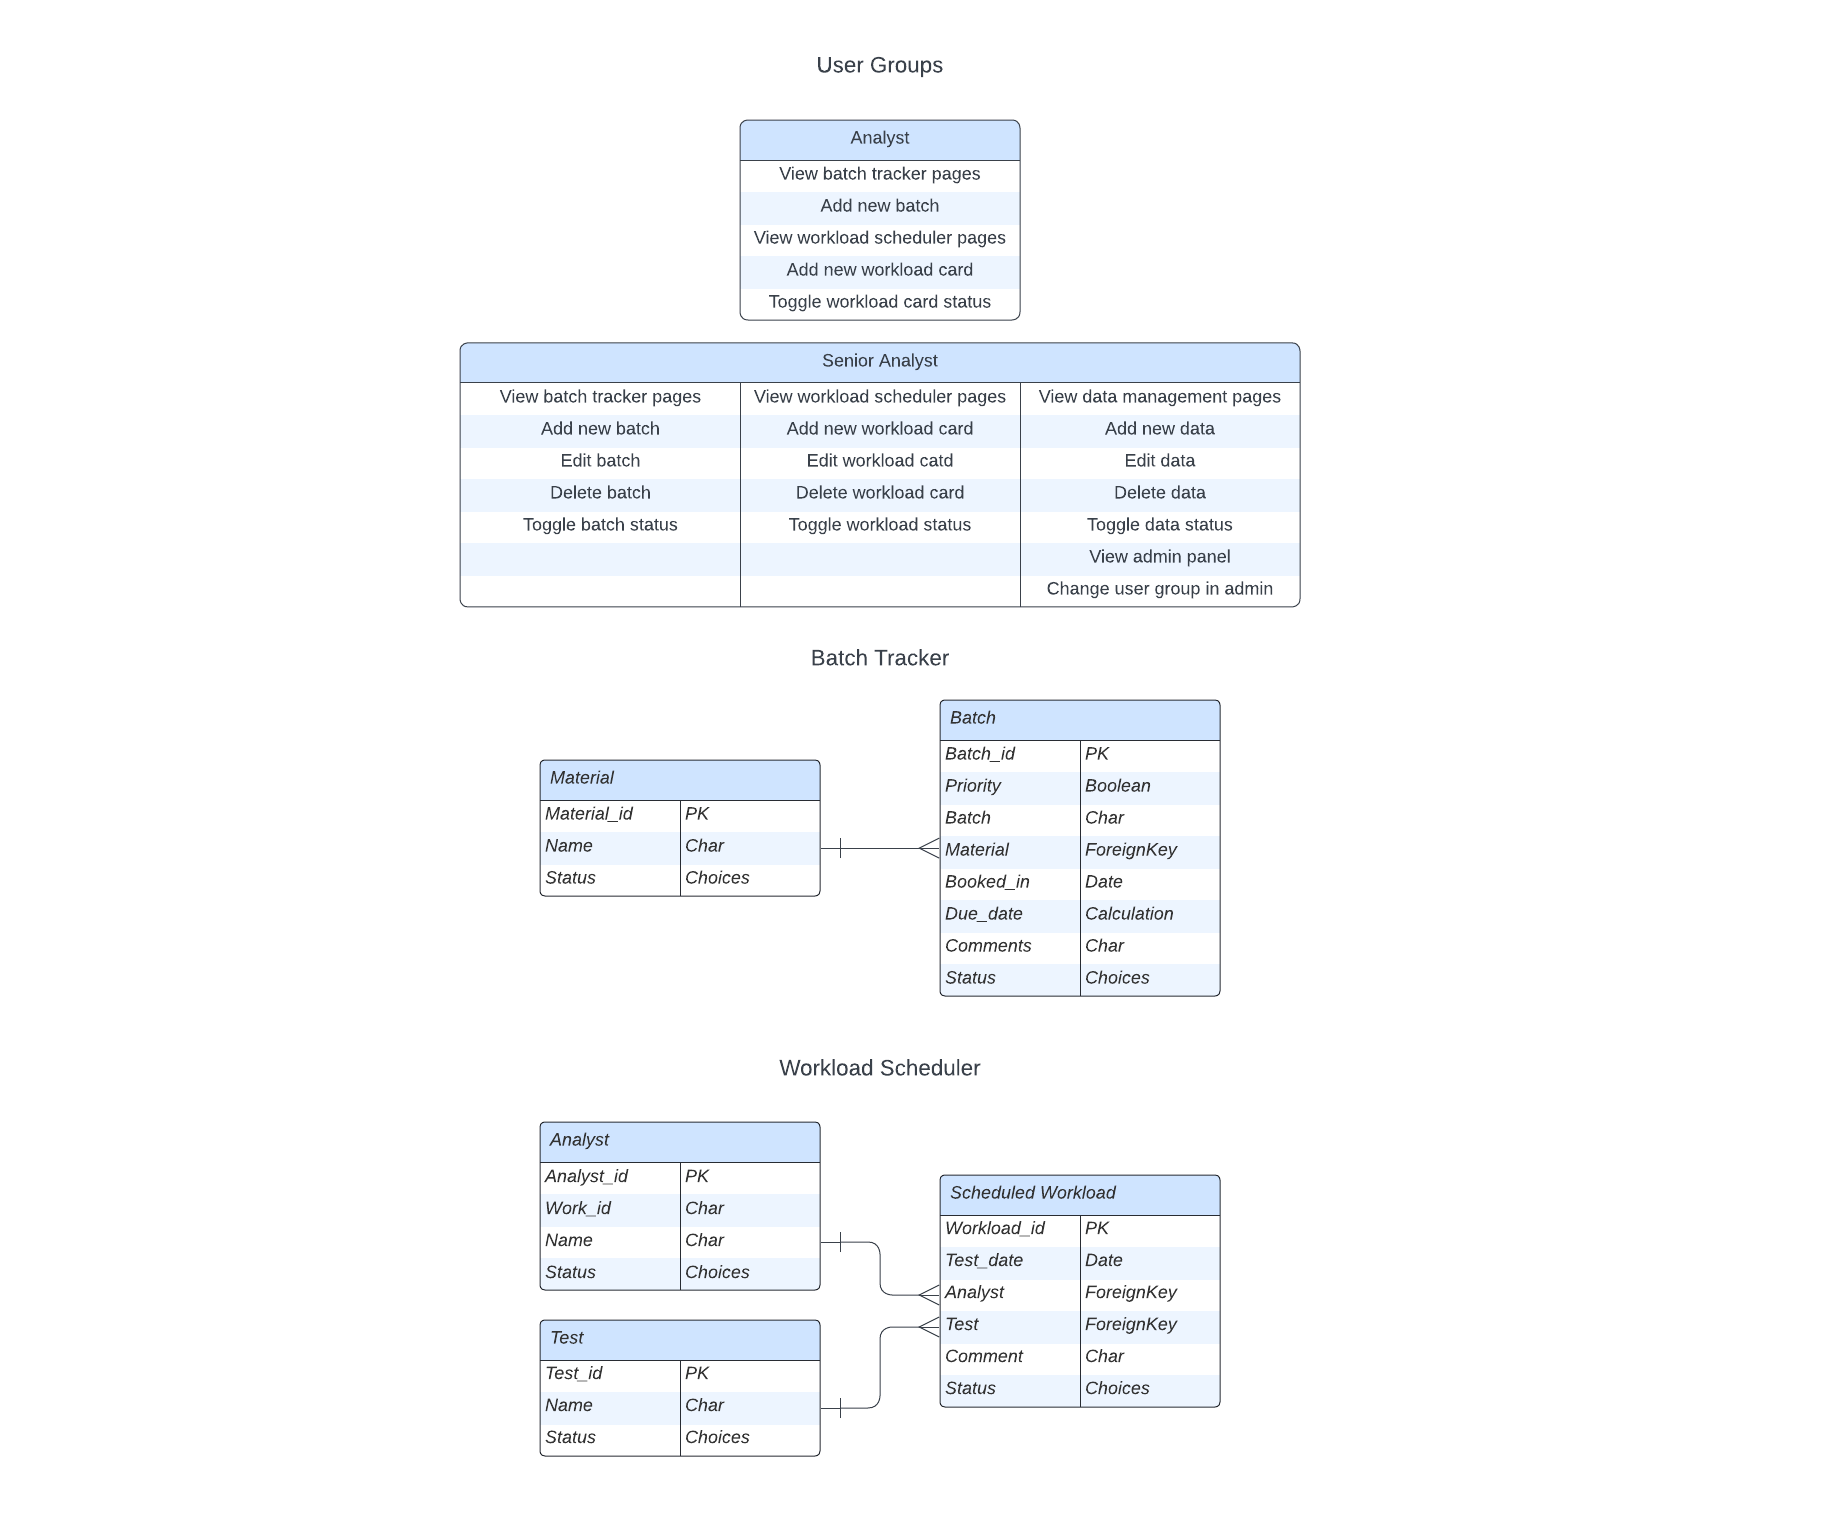 User Groups
Analyst
View batch tracker pages
Add new batch
View workload scheduler pages
Add new workload card
Toggle workload card status
Senior Analyst
View batch tracker pages View workload scheduler pages View data management pages
Add new batch Add new workload card Add new data
Edit batch Edit workload catd Edit data
Delete batch Delete workload card Delete data
Toggle batch status Toggle workload status Toggle data status
View admin panel
Change user group in admin
Batch Tracker
Material
Material_id PK
Name Char
Status Choices
Batch
Batch_id PK
Priority Boolean
Batch Char
Material ForeignKey
Booked_in Date
Due_date Calculation
Comments Char
Status Choices
Workload Scheduler
Analyst
Analyst_id PK
Work_id Char
Name Char
Status Choices
Test
Test_id PK
Name Char
Status Choices
Scheduled Workload
Workload_id PK
Test_date Date
Analyst ForeignKey
Test ForeignKey
Comment Char
Status Choices